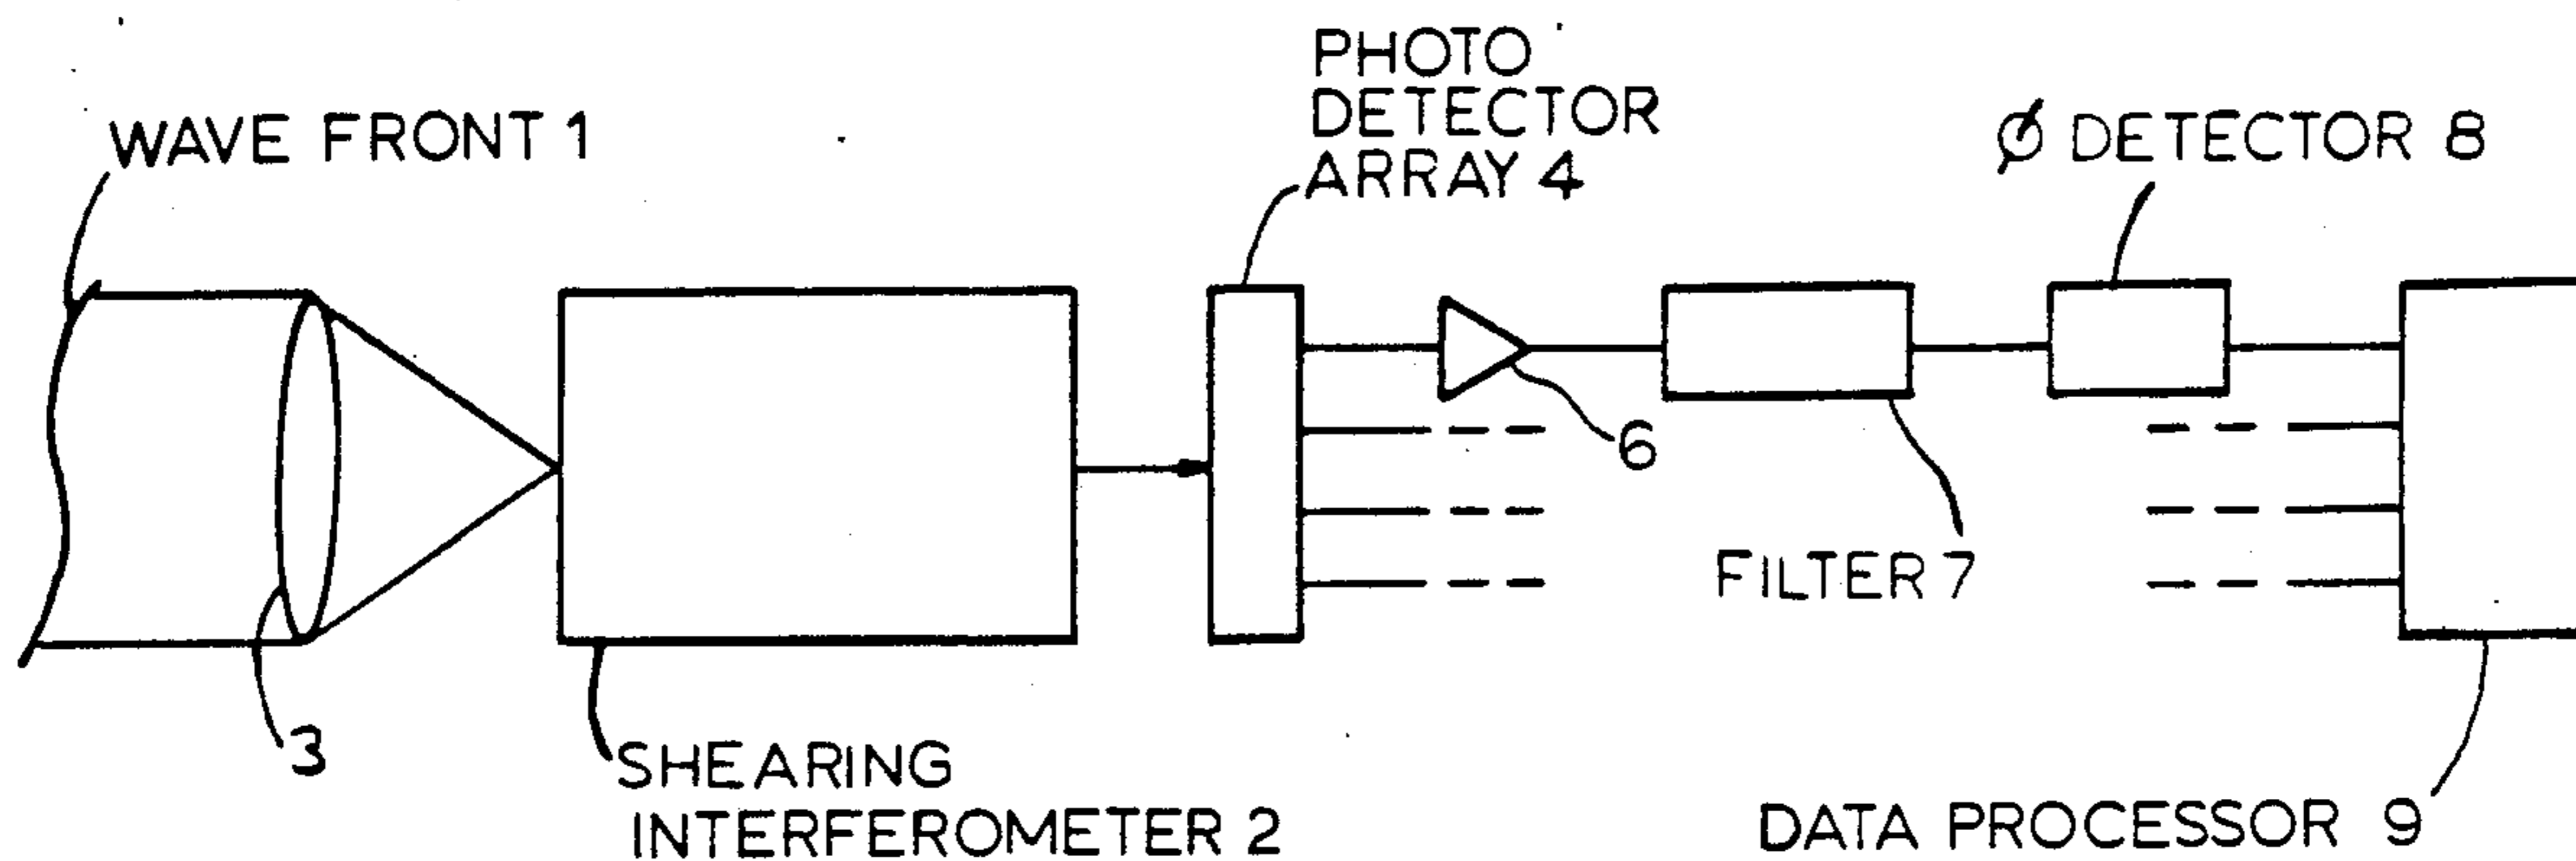 WAVE FRONT 1
PHOTO
DETECTOR
ARRAY 4
Ø DETECTOR 8
6
FILTER 7
3
SHEARING
INTERFEROMETER 2
DATA PROCESSOR 9